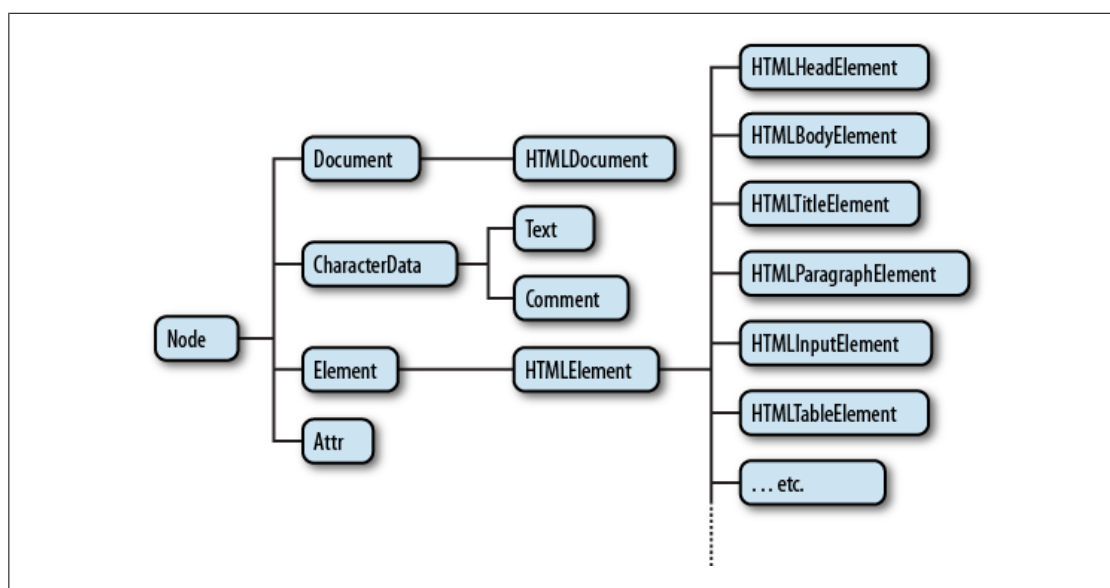 Node
Document
CharacterData
Element
Attr
HTMLDocument
Text
Comment
HTMLElement
HTMLHeadElement
HTMLBodyElement
HTMLTitleElement
HTMLParagraphElement
HTMLInputElement
HTMLTableElement
. . . etc.